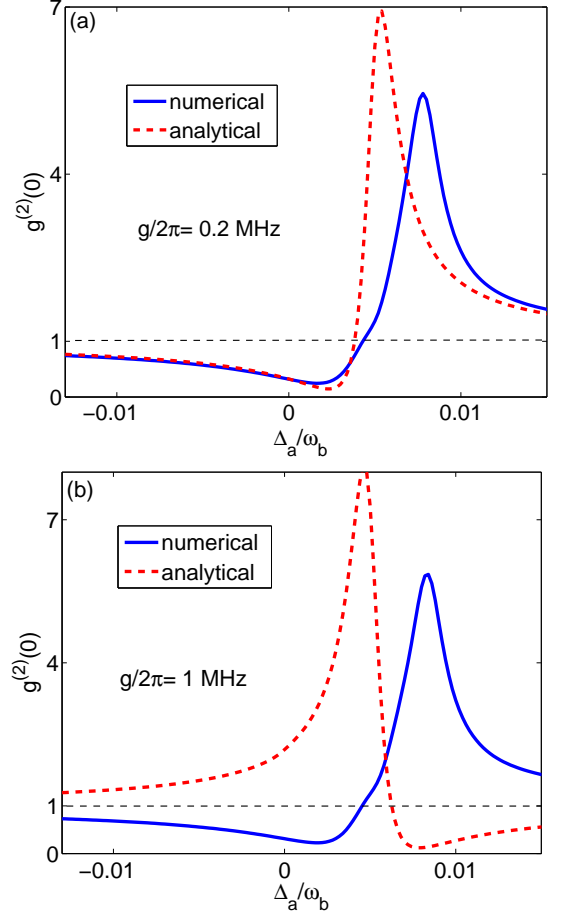 (a)
7
4
1
0
g(2)(0)
numerical
analytical
g/2π= 0.2 MHz
−0.01
0
0.01
Δa/ωb
(b)
7
4
1
0
g(2)(0)
numerical
analytical
g/2π= 1 MHz
−0.01
0
0.01
Δa/ωb